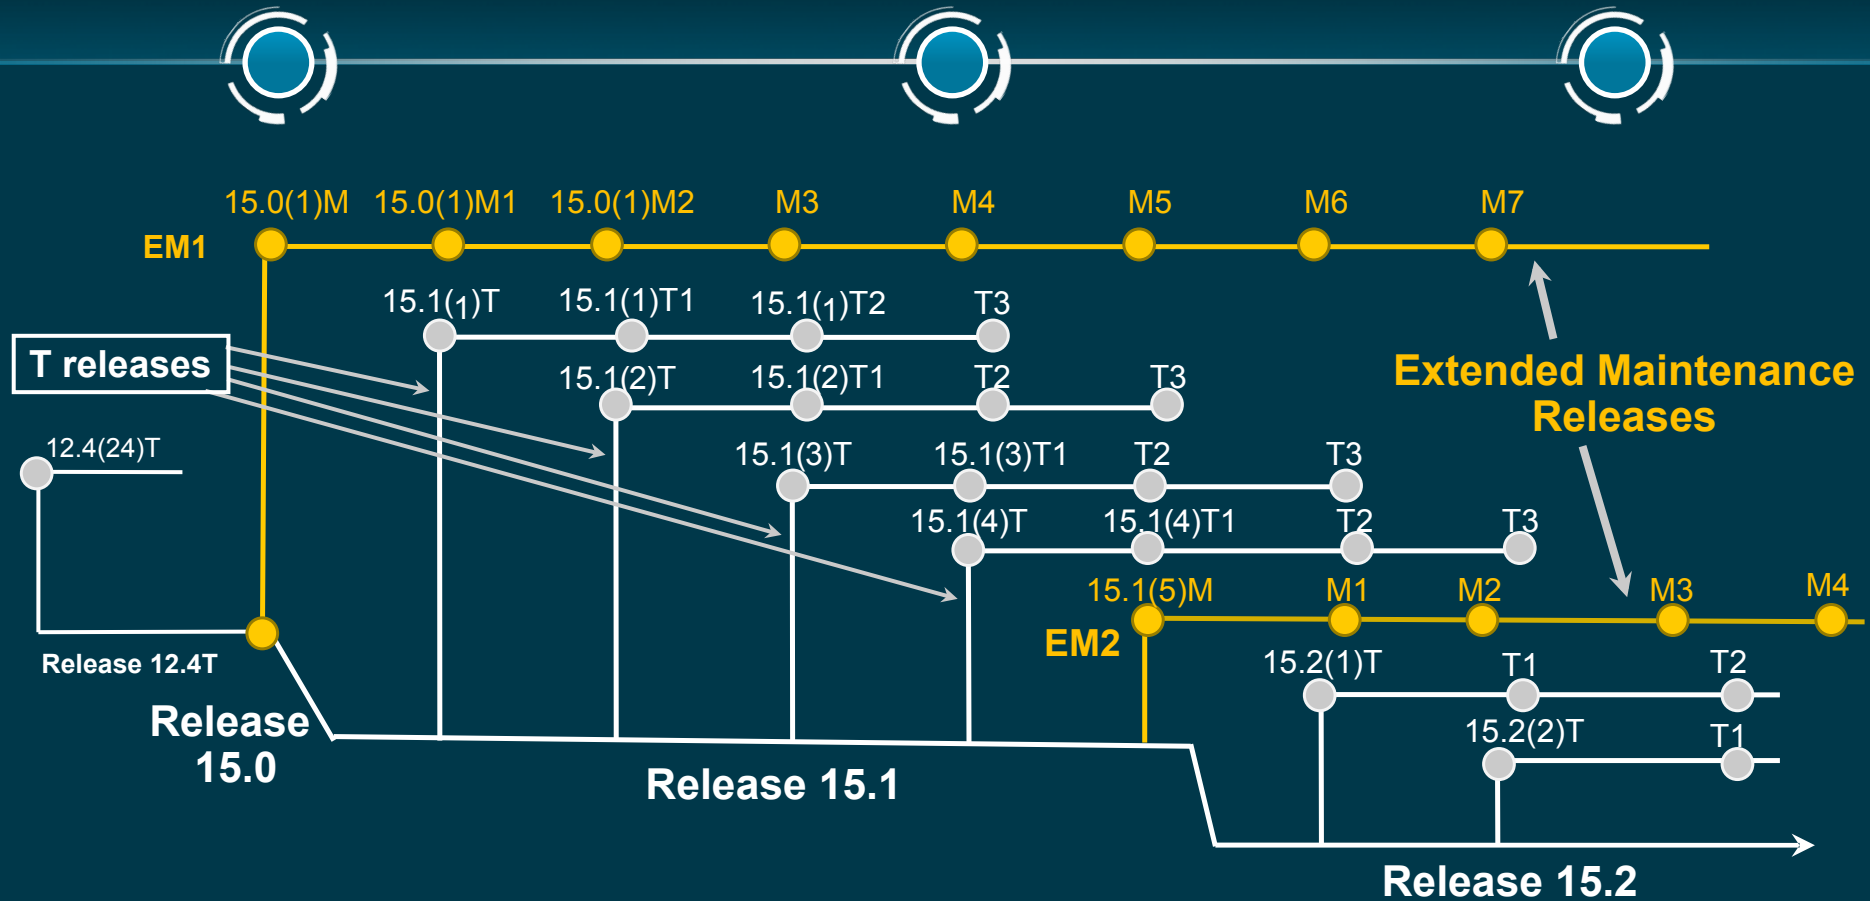 15.0(1)M 15.0(1)M1 15.0(1)M2 M3 M4 M5 M6 M7
EM1
15.1(1)T 15.1(1)T1 15.1(1)T2 T3
T releases
15.1(2)T 15.1(2)T1 T2 T3
Extended Maintenance
Releases
12.4(24)T
15.1(3)T 15.1(3)T1 T2 T3
15.1(4)T 15.1(4)T1 T2 T3
15.1(5)M M1 M2 M3 M4
EM2
Release 12.4T
15.2(1)T T1 T2
Release
15.0
15.2(2)T T1
Release 15.1
Release 15.2